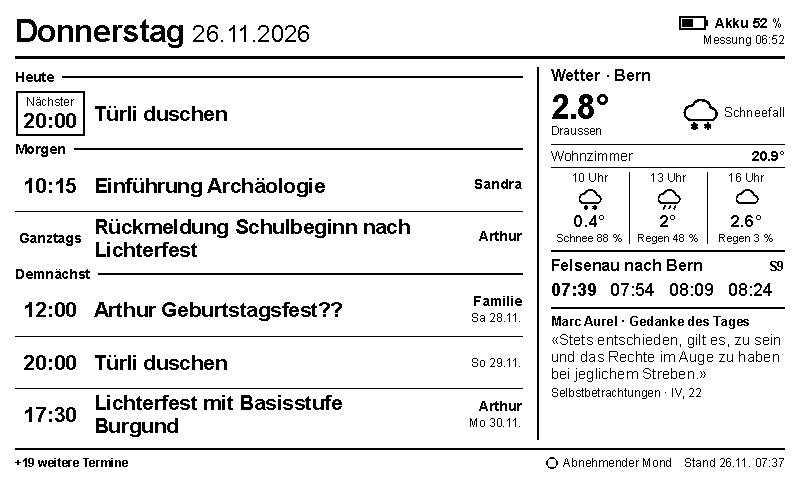 Donnerstag 26.11.2026
Akku 52 %
Messung 06:52
Heute
Nächster
20:00 Türli duschen
Morgen
10:15 Einführung Archäologie Sandra
Ganztags Rückmeldung Schulbeginn nach
Lichterfest Arthur
Demnächst
12:00 Arthur Geburtstagsfest?? Familie
Sa 28.11.
20:00 Türli duschen So 29.11.
17:30 Lichterfest mit Basisstufe
Burgund Arthur
Mo 30.11.
Wetter · Bern
2.8° Schneefall
Draussen
Wohnzimmer 20.9°
10 Uhr 13 Uhr 16 Uhr
0.4° 2° 2.6°
Schnee 88 % Regen 48 % Regen 3 %
Felsenau nach Bern S9
07:39 07:54 08:09 08:24
Marc Aurel · Gedanke des Tages
«Stets entschieden, gilt es, zu sein
und das Rechte im Auge zu haben
bei jeglichem Streben.»
Selbstbetrachtungen · IV, 22
+19 weitere Termine
Abnehmender Mond Stand 26.11. 07:37